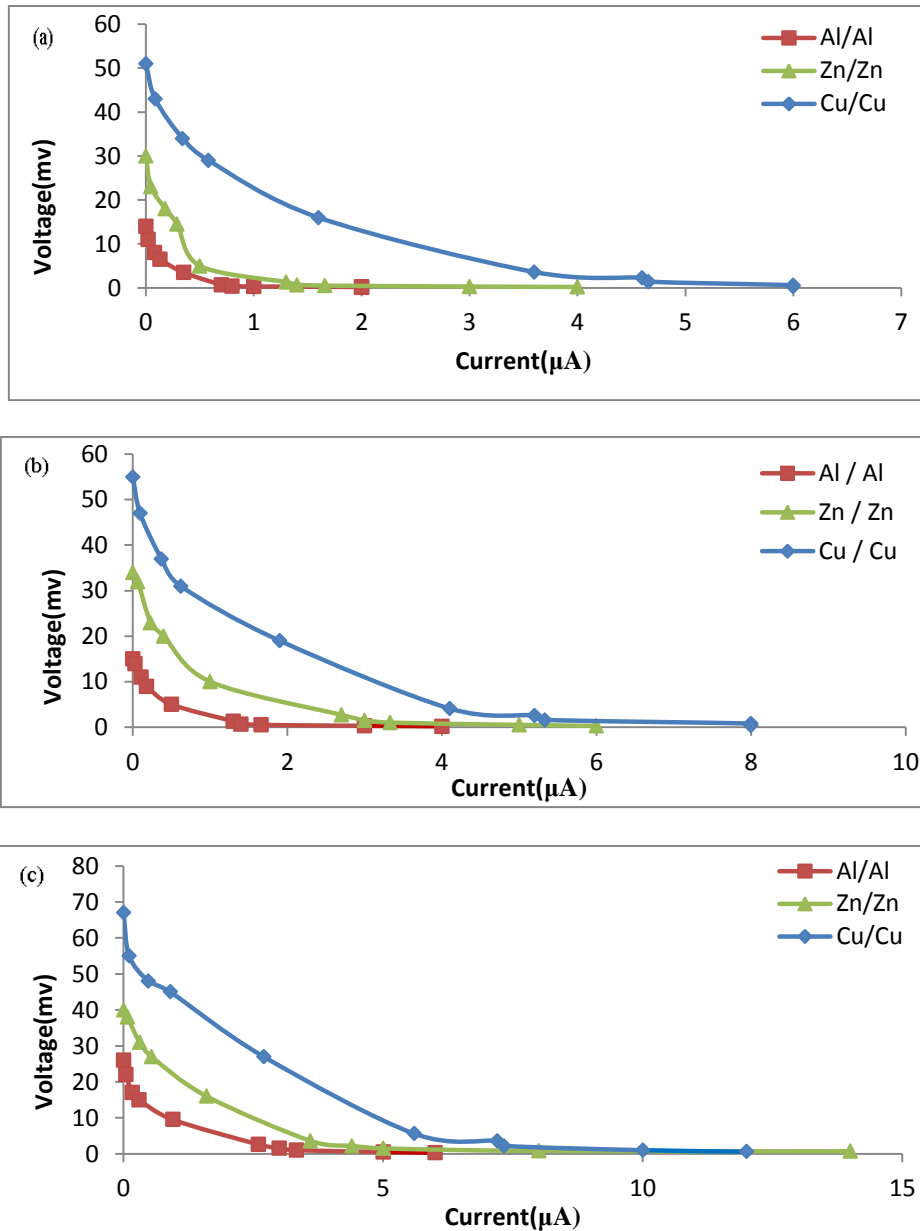 (a)
Al/Al
Zn/Zn
Cu/Cu
60
50
40
30
20
10
0
Voltage(mv)
0 1 2 3 4 5 6 7
Current(μA)
(b)
Al / Al
Zn / Zn
Cu / Cu
60
50
40
30
20
10
0
Voltage(mv)
0 2 4 6 8 10
Current(μA)
(c)
Al/Al
Zn/Zn
Cu/Cu
80
70
60
50
40
30
20
10
0
Voltage(mv)
0 5 10 15
Current(μA)